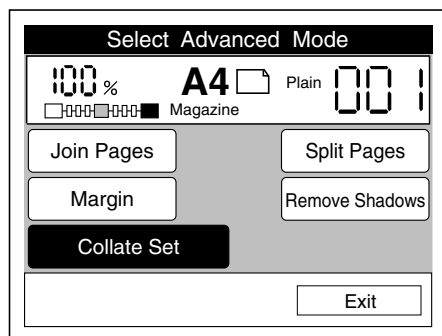 Select Advanced Mode
100 % A4 Plain 001
Magazine
Join Pages Split Pages
Margin Remove Shadows
Collate Set
Exit